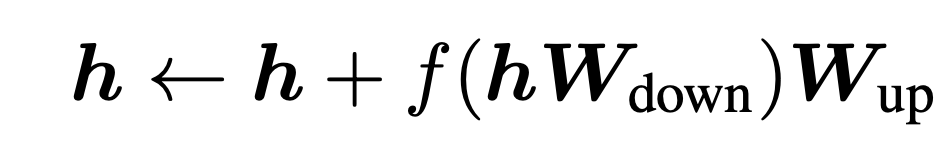 h ← h + f(hW_down)W_up